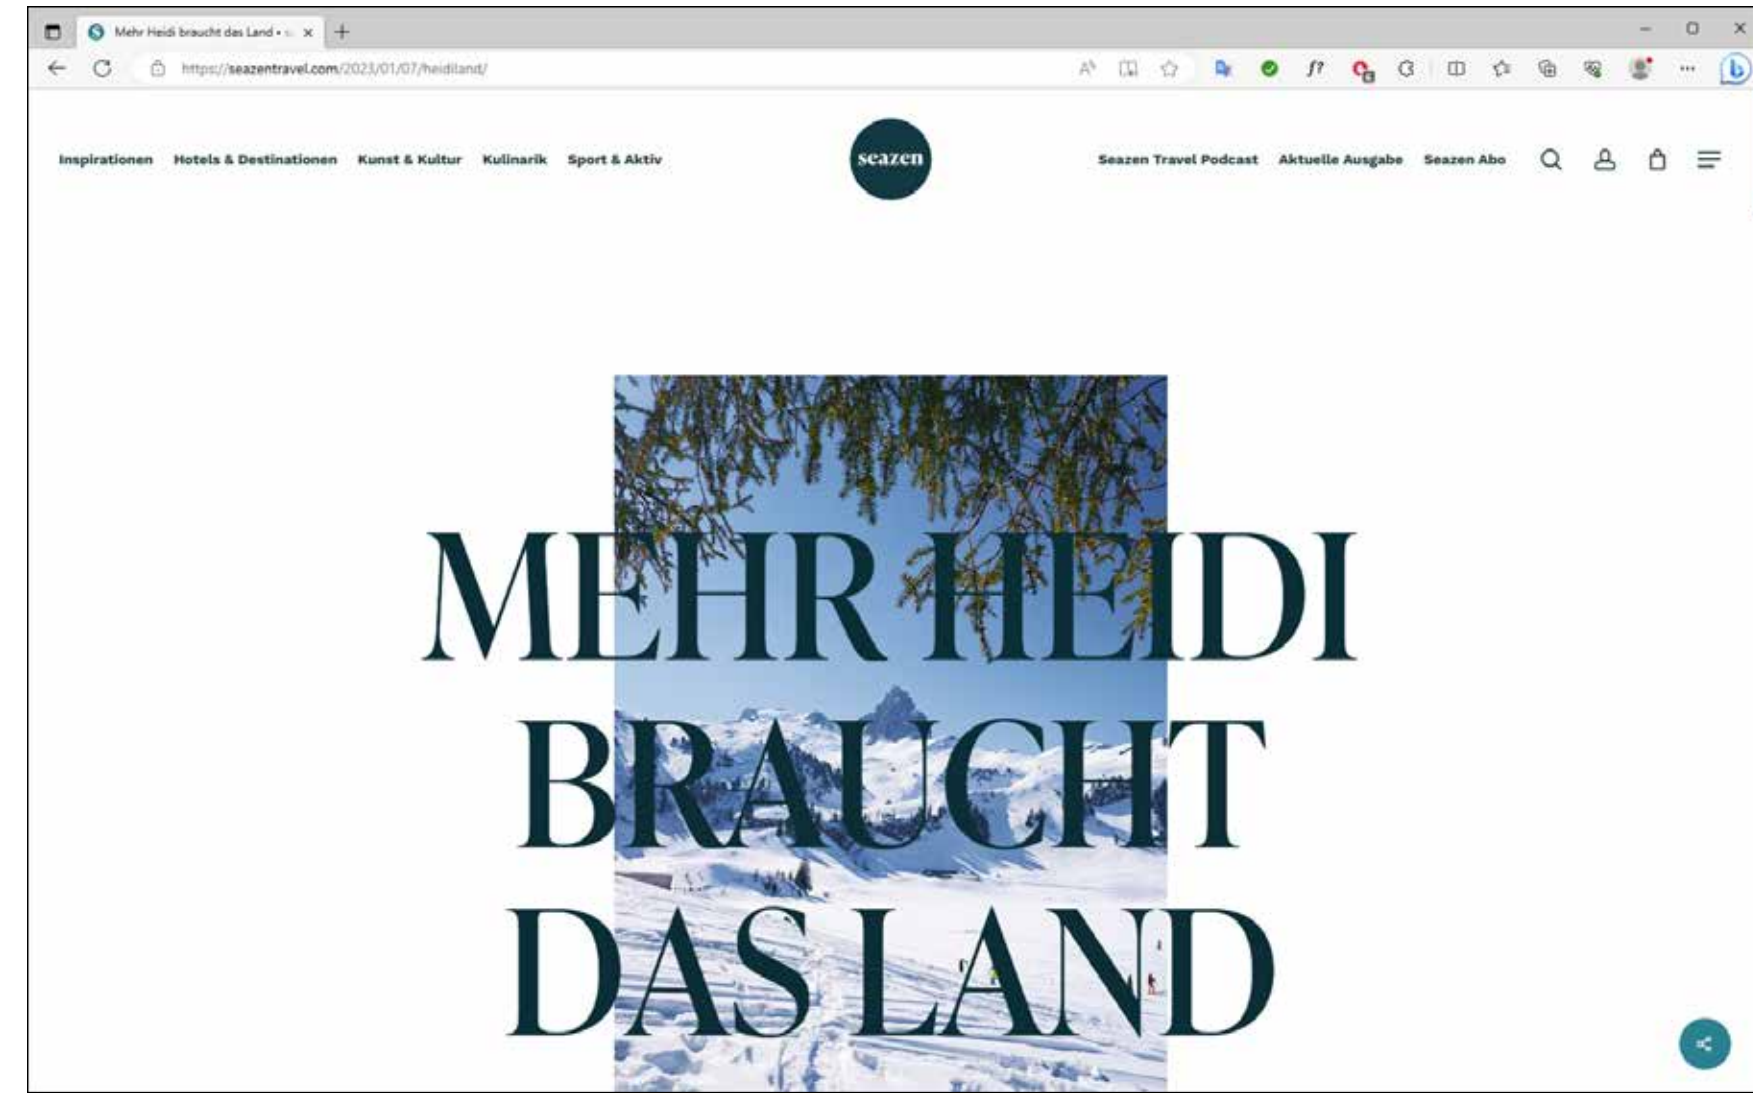 Mehr Heidi braucht das Land •
https://seazentravel.com/2023/01/07/heidiland/
Inspirationen Hotels & Destinationen Kunst & Kultur Kulinarik Sport & Aktiv
seazen
Seazen Travel Podcast Aktuelle Ausgabe Seazen Abo
MEHR HEIDI
BRAUCHT
DAS LAND